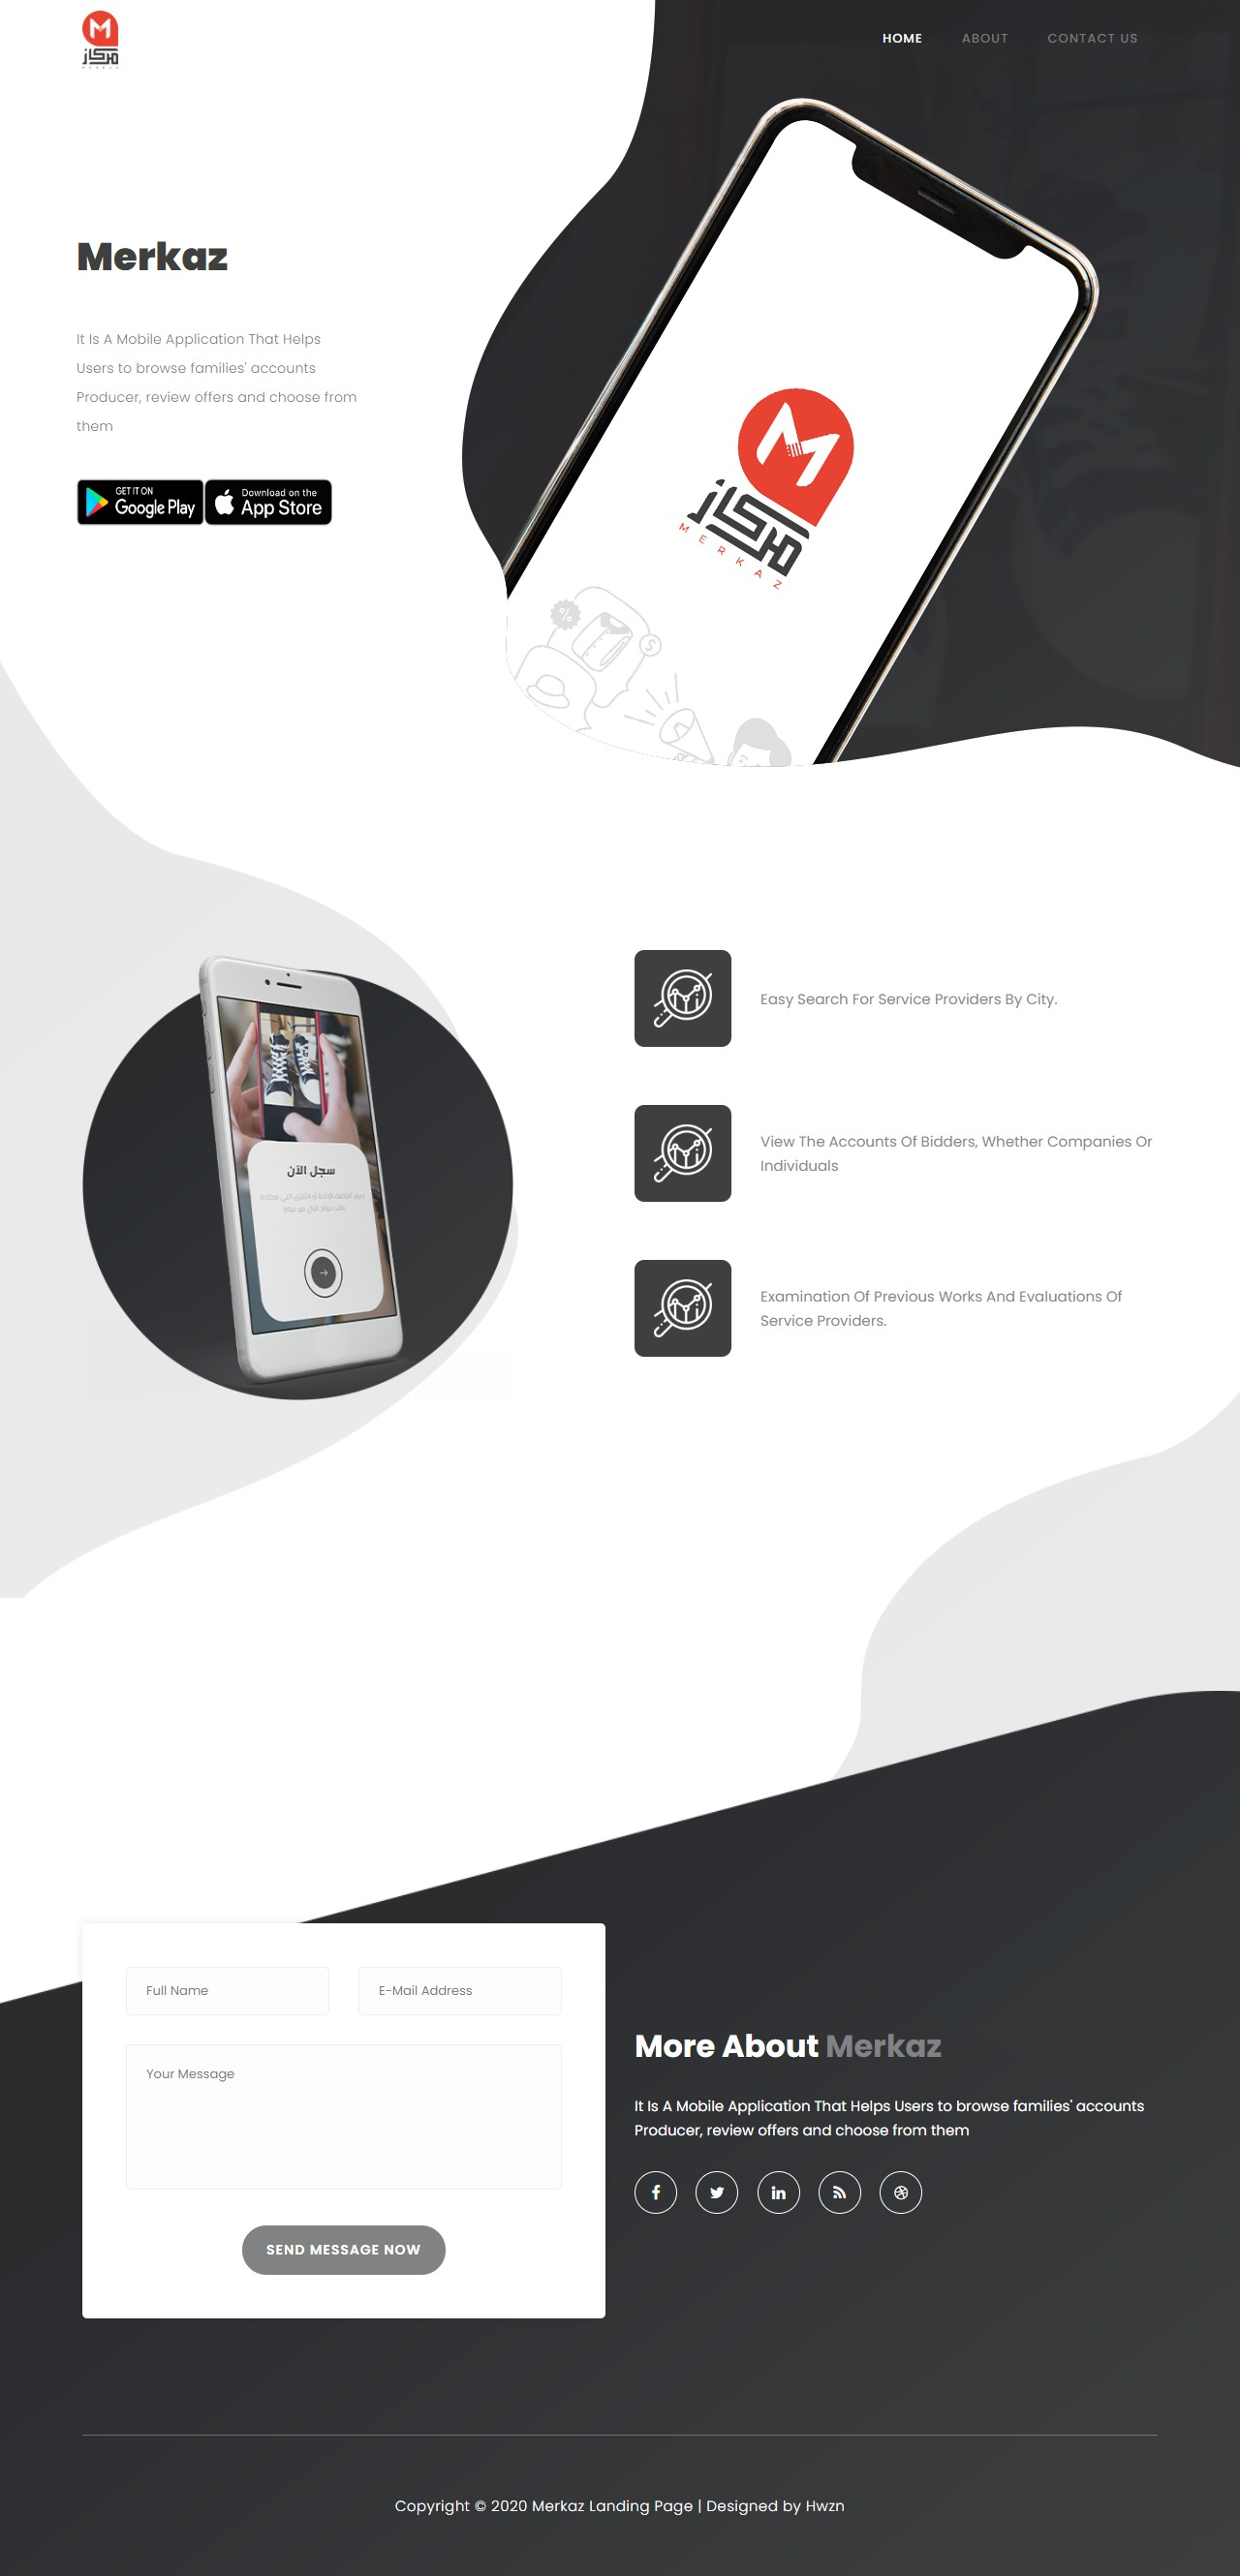 M
مركاز
MERKAZ
HOME
ABOUT
CONTACT US
Merkaz
It Is A Mobile Application That Helps
Users to browse families' accounts
Producer, review offers and choose from
them
GET IT ON
Google Play
Download on the
App Store
M
مركاز
MERKAZ
%
$
Easy Search For Service Providers By City.
View The Accounts Of Bidders, Whether Companies Or
Individuals
سجل الآن
Examination Of Previous Works And Evaluations Of
Service Providers.
Full Name
E-Mail Address
Your Message
SEND MESSAGE NOW
More About Merkaz
It Is A Mobile Application That Helps Users to browse families' accounts
Producer, review offers and choose from them
Copyright © 2020 Merkaz Landing Page | Designed by Hwzn